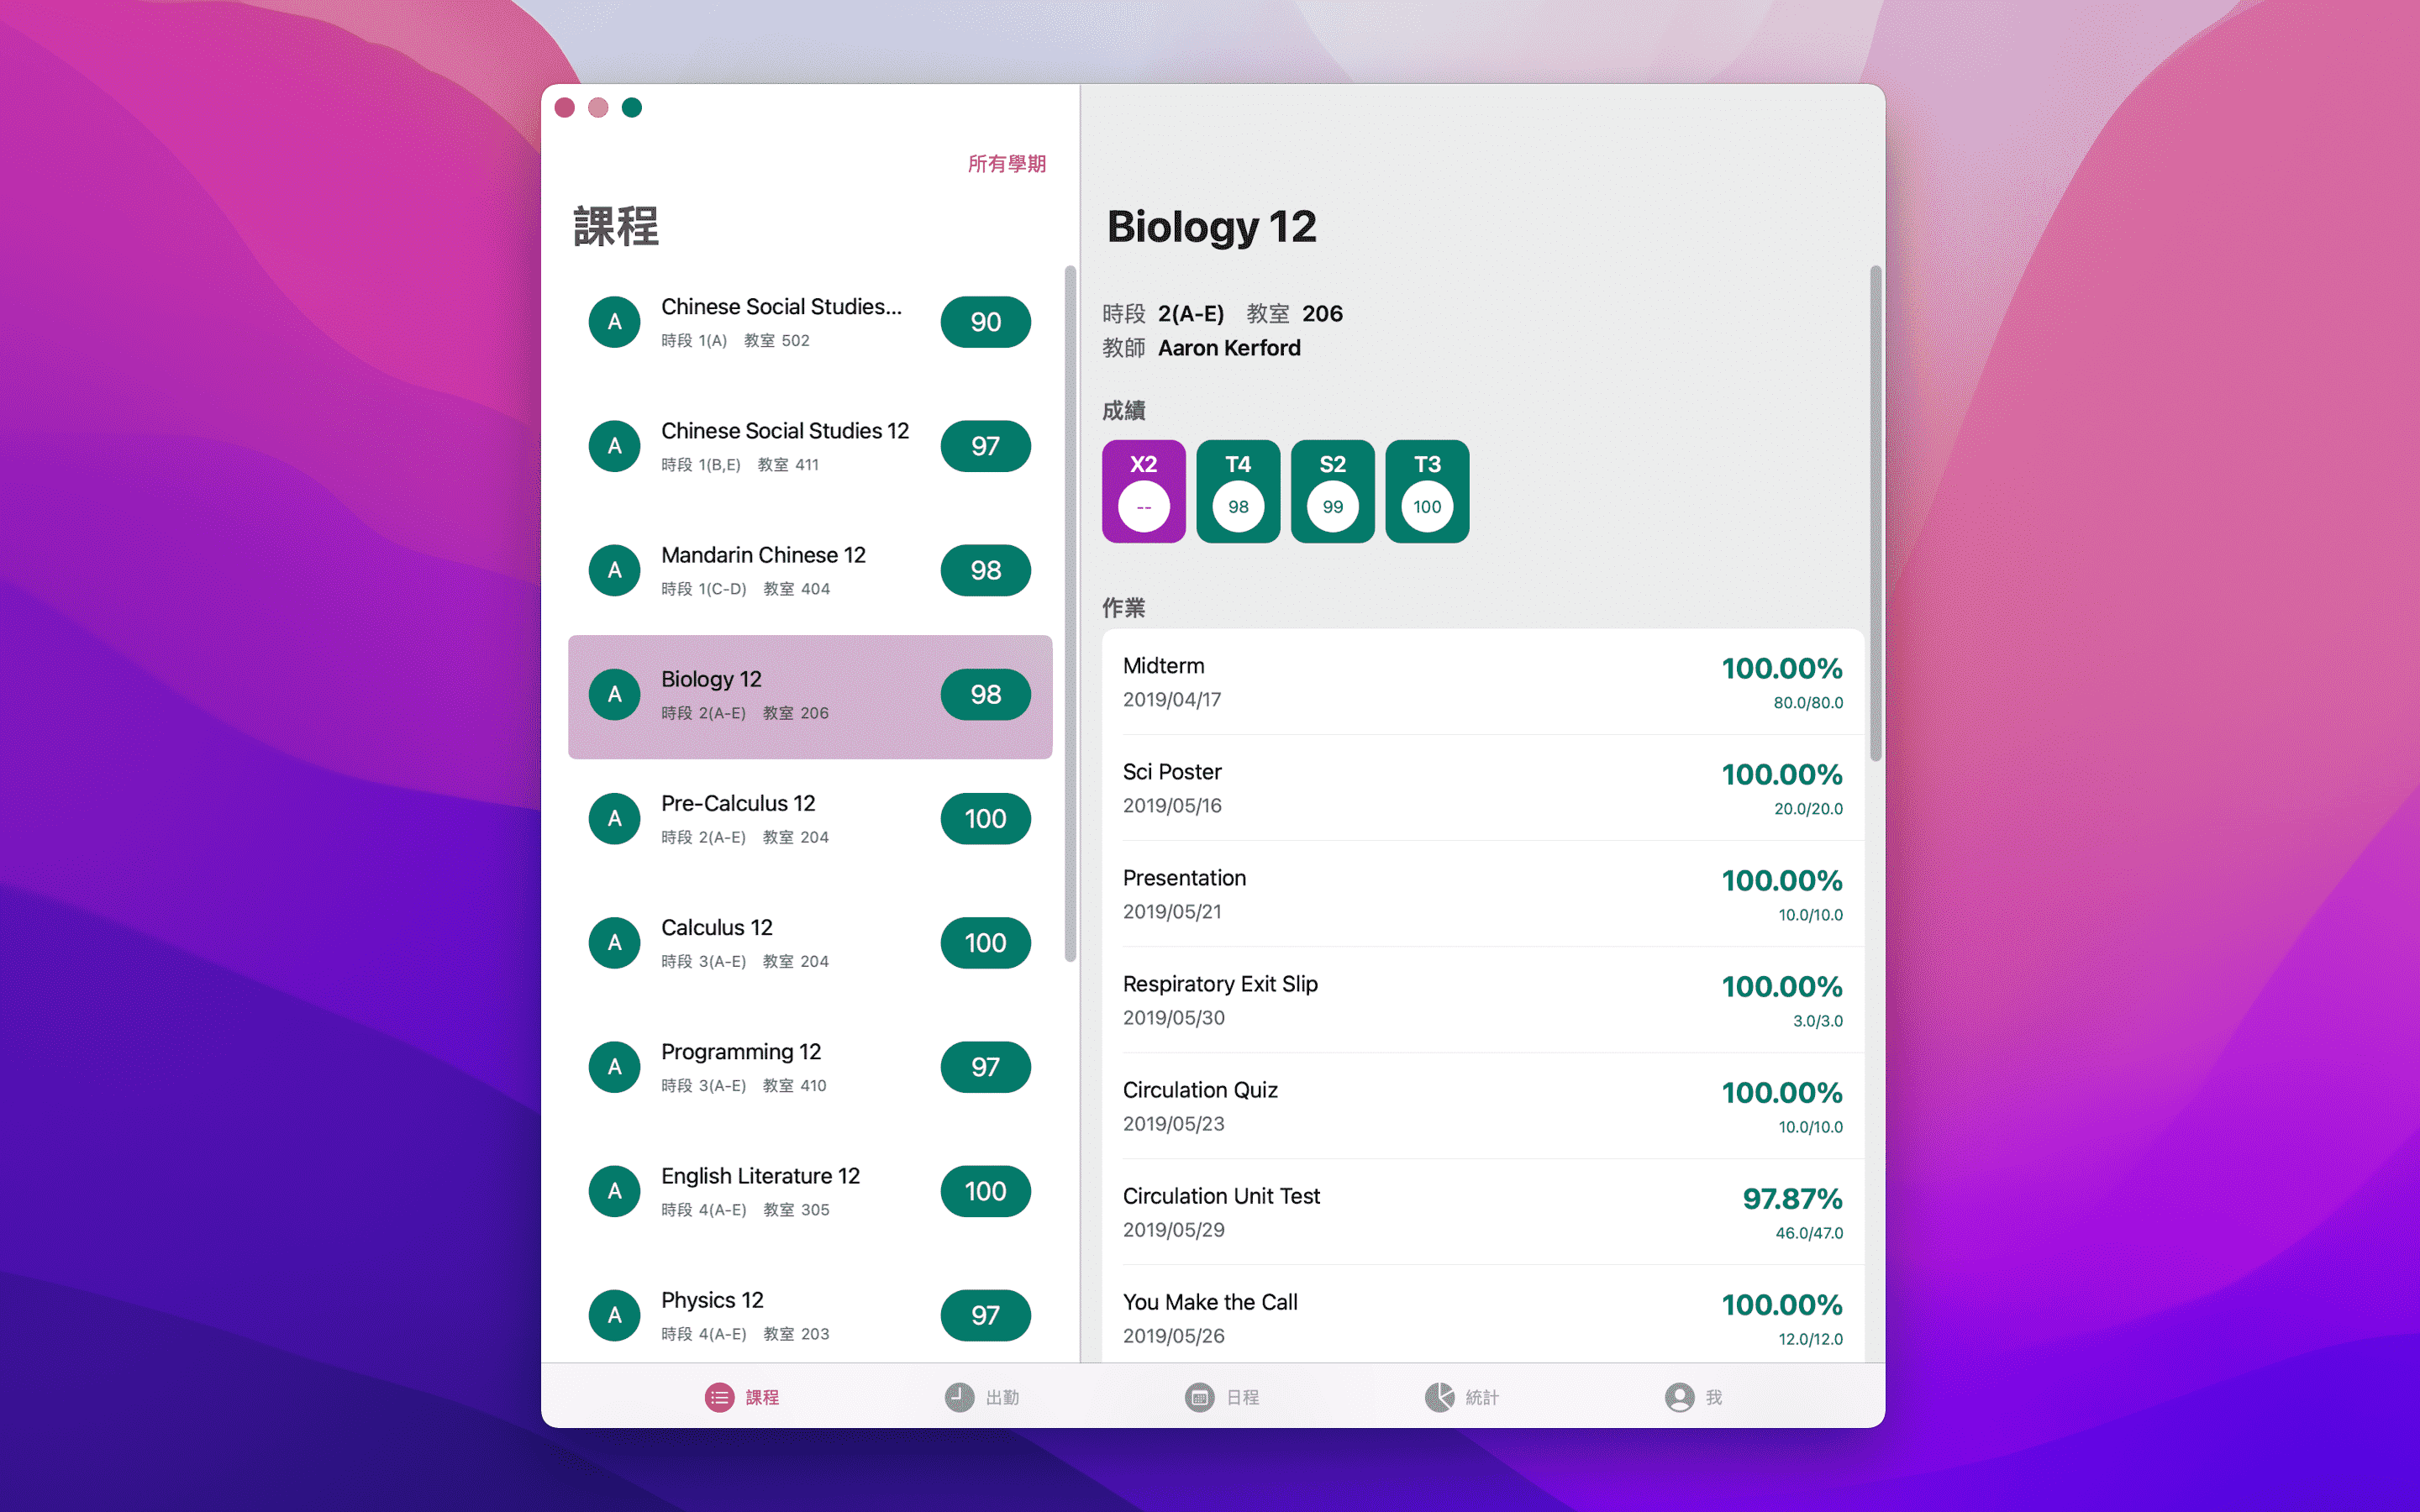 所有學期
課程
A
Chinese Social Studies...
時段 1(A) 教室 502
90
A
Chinese Social Studies 12
時段 1(B,E) 教室 411
97
A
Mandarin Chinese 12
時段 1(C-D) 教室 404
98
A
Biology 12
時段 2(A-E) 教室 206
98
A
Pre-Calculus 12
時段 2(A-E) 教室 204
100
A
Calculus 12
時段 3(A-E) 教室 204
100
A
Programming 12
時段 3(A-E) 教室 410
97
A
English Literature 12
時段 4(A-E) 教室 305
100
A
Physics 12
時段 4(A-E) 教室 203
97
Biology 12
時段 2(A-E) 教室 206
教師 Aaron Kerford
成績
X2 T4 S2 T3
-- 98 99 100
作業
Midterm 100.00%
2019/04/17 80.0/80.0
Sci Poster 100.00%
2019/05/16 20.0/20.0
Presentation 100.00%
2019/05/21 10.0/10.0
Respiratory Exit Slip 100.00%
2019/05/30 3.0/3.0
Circulation Quiz 100.00%
2019/05/23 10.0/10.0
Circulation Unit Test 97.87%
2019/05/29 46.0/47.0
You Make the Call 100.00%
2019/05/26 12.0/12.0
課程 出勤 日程 統計 我